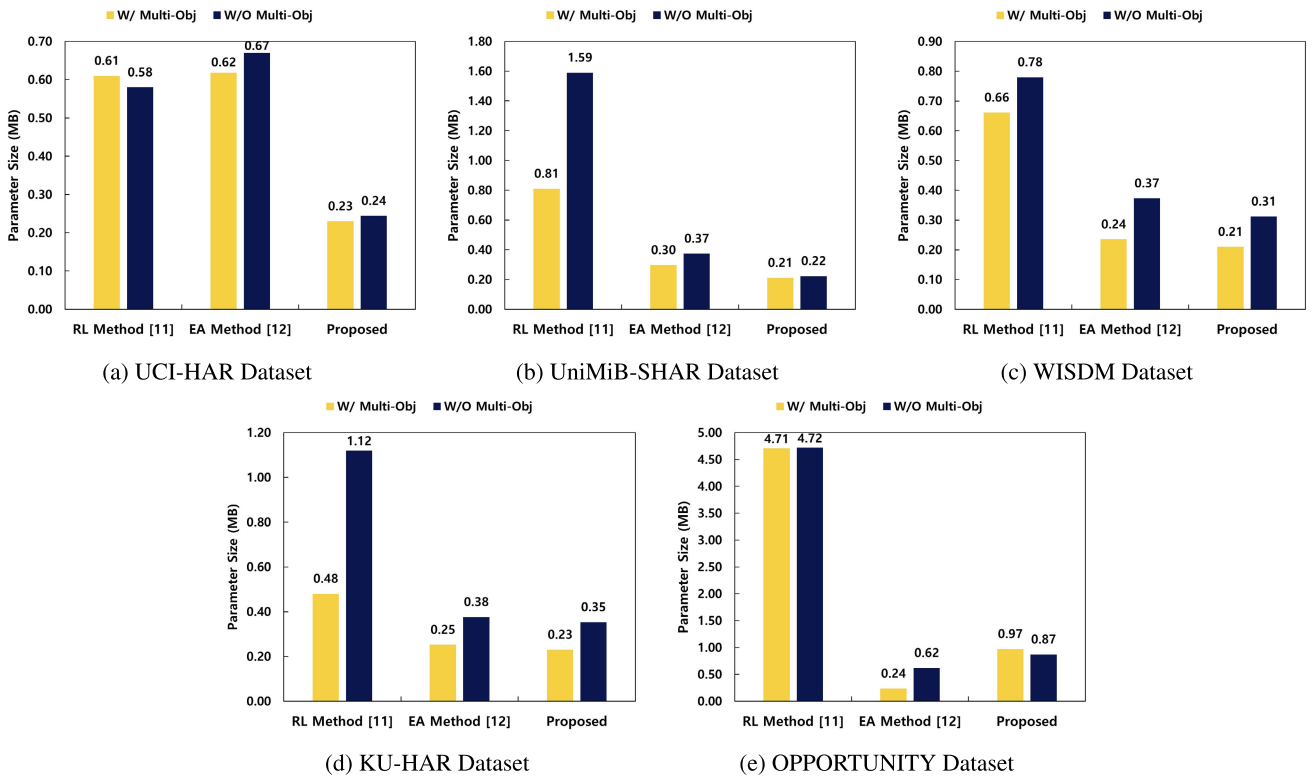 W/ Multi-Obj W/O Multi-Obj
Parameter Size (MB)
0.70
0.60
0.50
0.40
0.30
0.20
0.10
0.00
0.61 0.58 0.62 0.67 0.23 0.24
RL Method [11] EA Method [12] Proposed
(a) UCI-HAR Dataset
W/ Multi-Obj W/O Multi-Obj
Parameter Size (MB)
1.80
1.60
1.40
1.20
1.00
0.80
0.60
0.40
0.20
0.00
0.81 1.59 0.30 0.37 0.21 0.22
RL Method [11] EA Method [12] Proposed
(b) UniMiB-SHAR Dataset
W/ Multi-Obj W/O Multi-Obj
Parameter Size (MB)
0.90
0.80
0.70
0.60
0.50
0.40
0.30
0.20
0.10
0.00
0.66 0.78 0.24 0.37 0.21 0.31
RL Method [11] EA Method [12] Proposed
(c) WISDM Dataset
W/ Multi-Obj W/O Multi-Obj
Parameter Size (MB)
1.20
1.00
0.80
0.60
0.40
0.20
0.00
0.48 1.12 0.25 0.38 0.23 0.35
RL Method [11] EA Method [12] Proposed
(d) KU-HAR Dataset
W/ Multi-Obj W/O Multi-Obj
Parameter Size (MB)
5.00
4.50
4.00
3.50
3.00
2.50
2.00
1.50
1.00
0.50
0.00
4.71 4.72 0.24 0.62 0.97 0.87
RL Method [11] EA Method [12] Proposed
(e) OPPORTUNITY Dataset